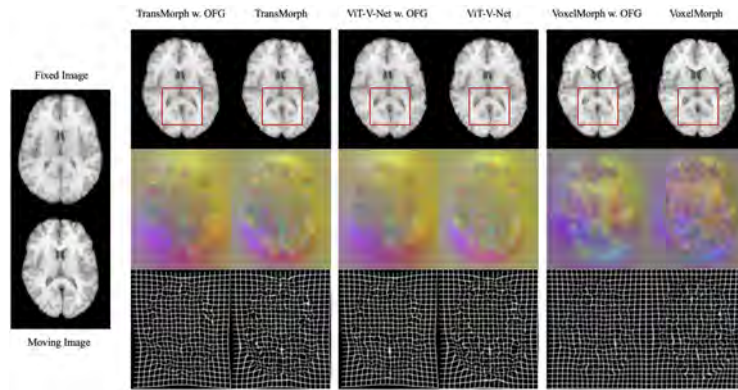 TransMorph w. OFG TransMorph ViT-V-Net w. OFG ViT-V-Net VoxelMorph w. OFG VoxelMorph
Fixed Image
Moving Image